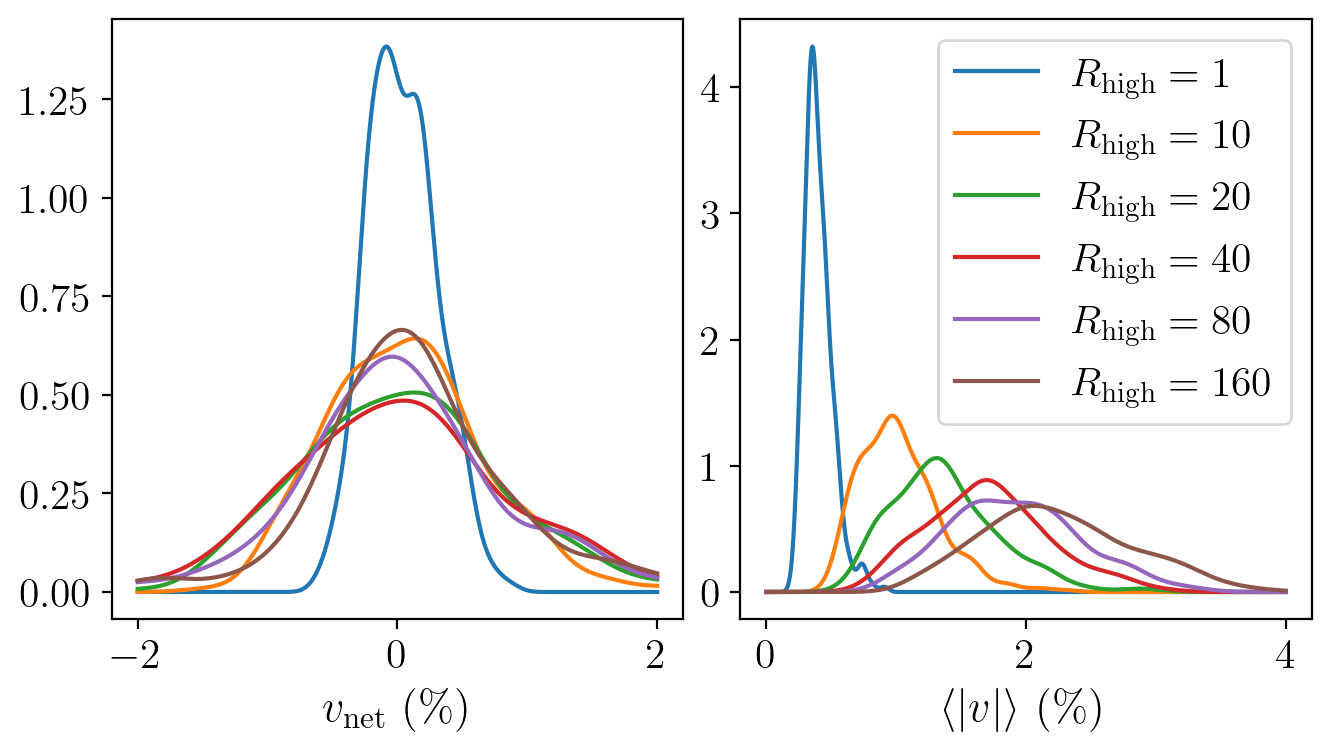 1.25
1.00
0.75
0.50
0.25
0.00
−2 0 2
v_net (%)
4
3
2
1
0
0 2 4
⟨|v|⟩ (%)
R_high = 1
R_high = 10
R_high = 20
R_high = 40
R_high = 80
R_high = 160